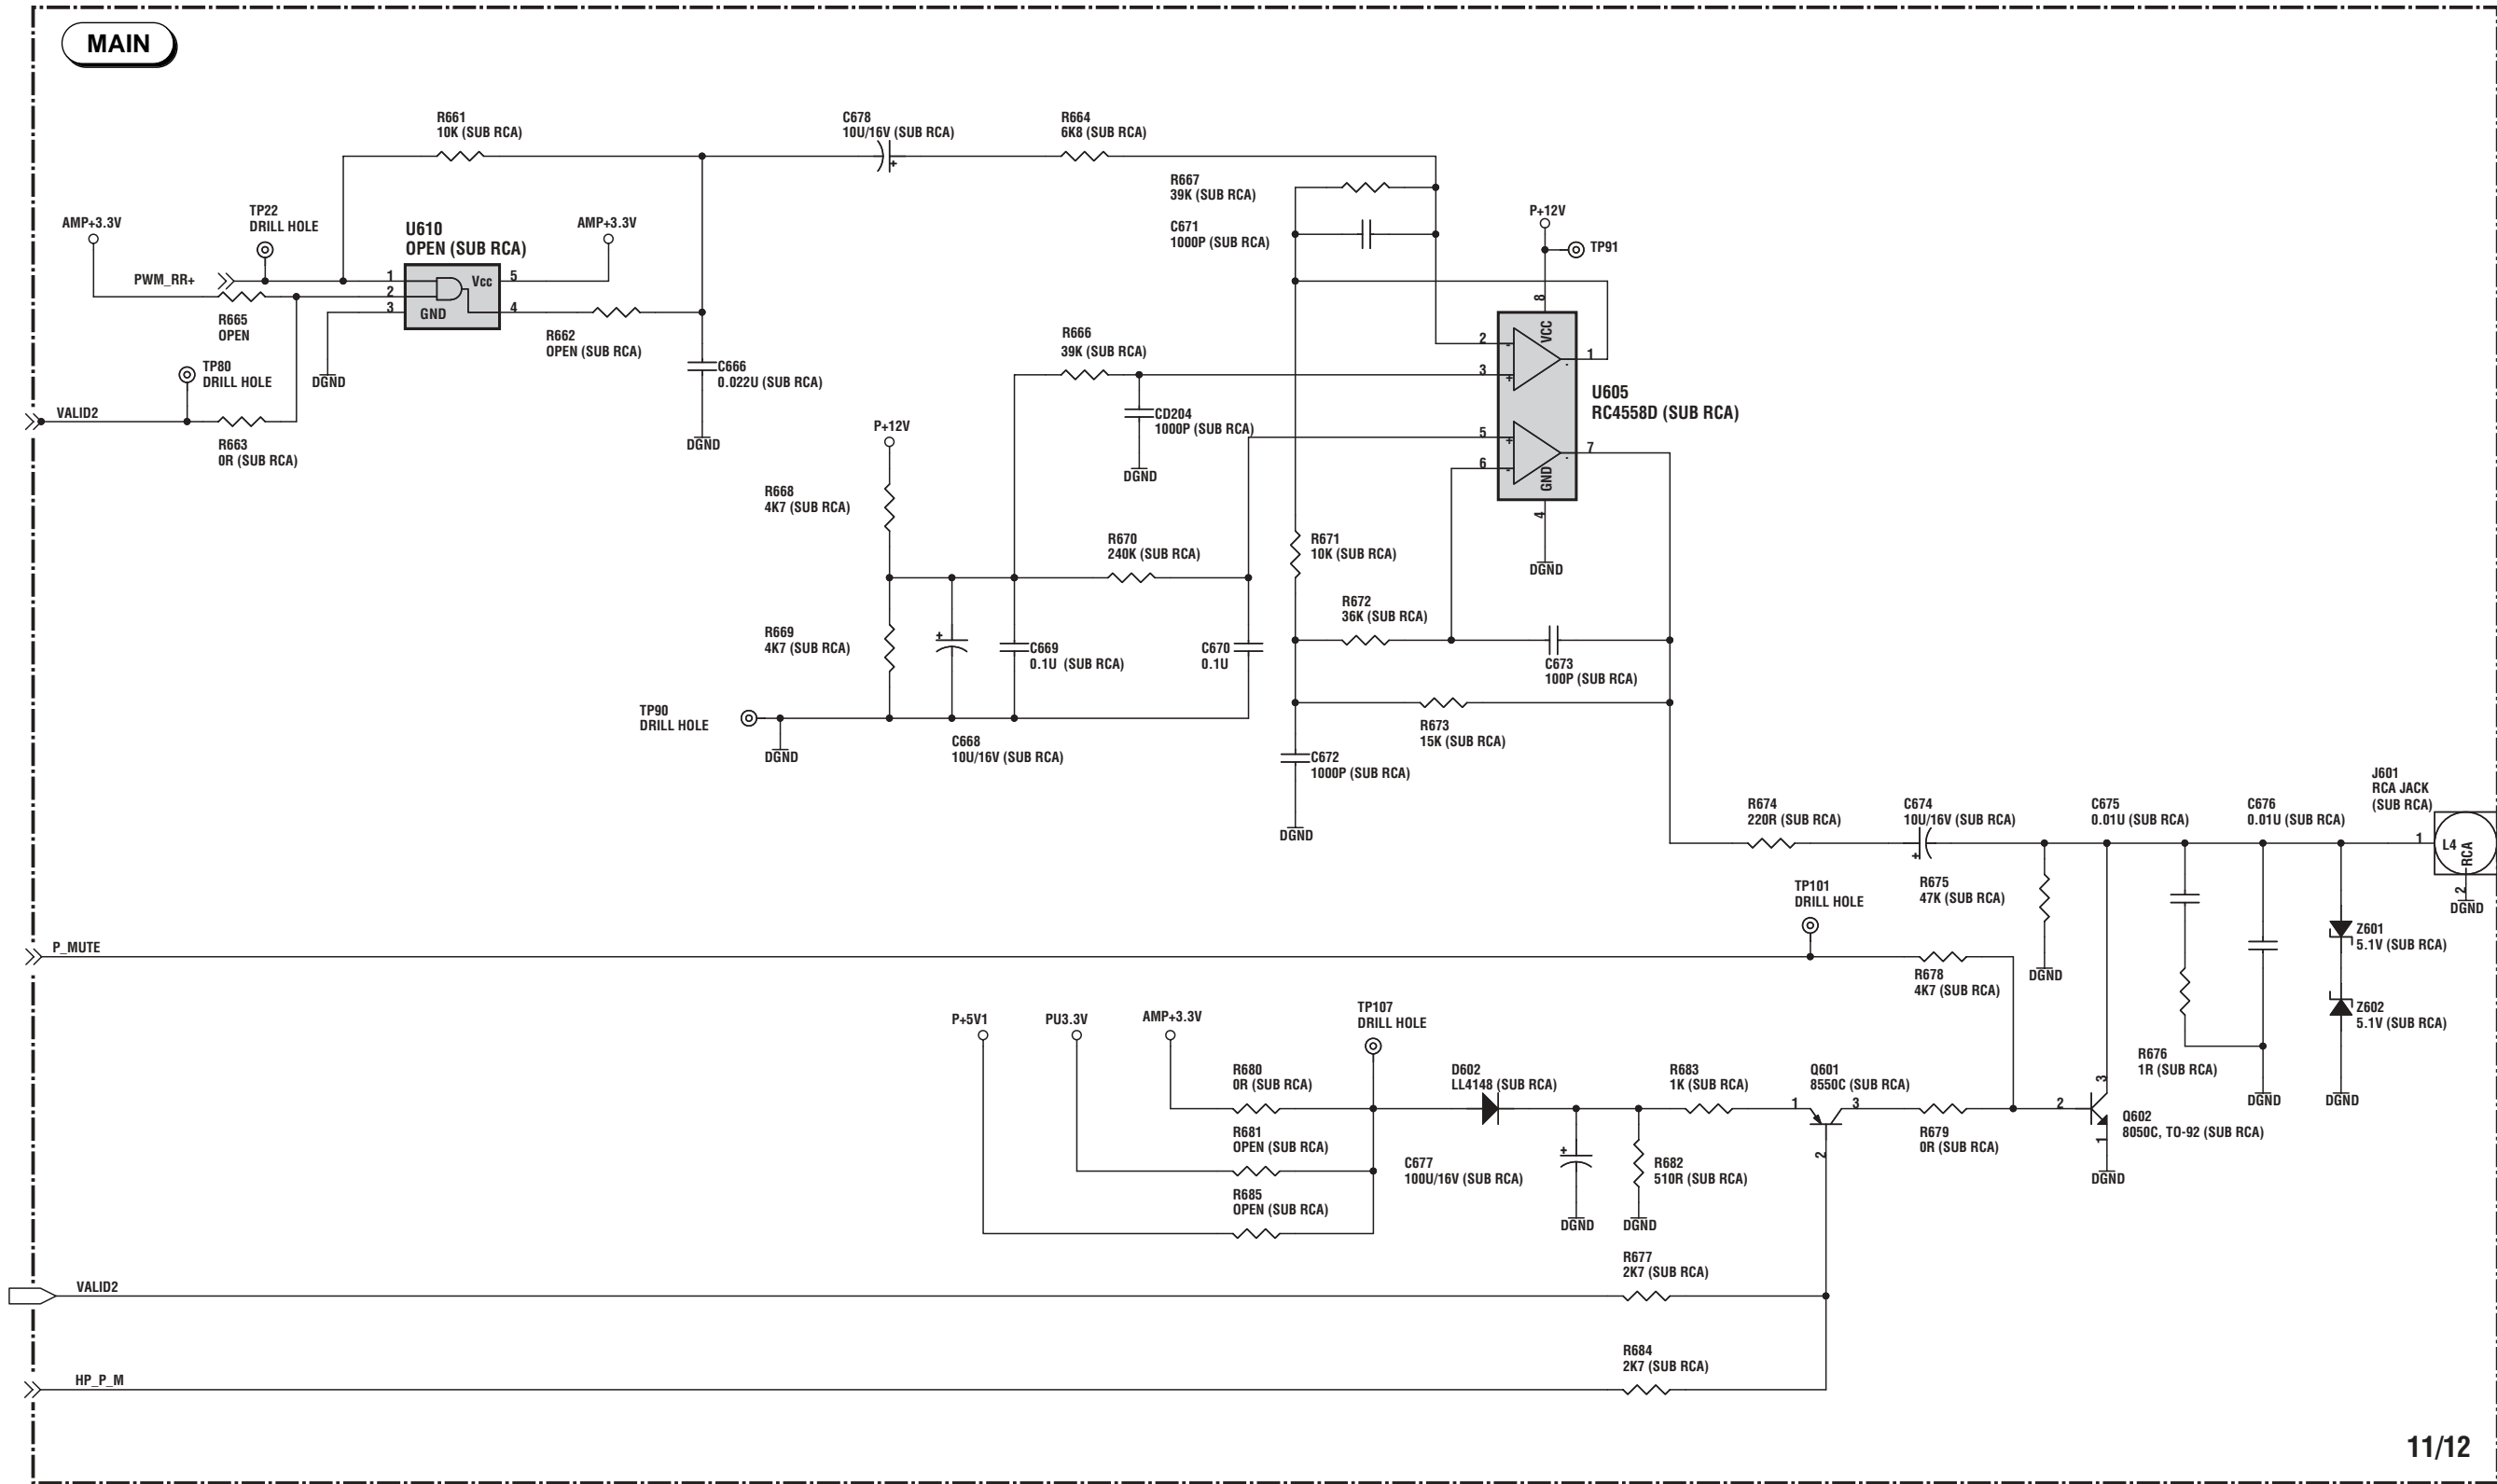 MAIN
R661
10K (SUB RCA)
C678
10U/16V (SUB RCA)
+
R664
6K8 (SUB RCA)
R667
39K (SUB RCA)
C671
1000P (SUB RCA)
P+12V
TP91
AMP+3.3V
TP22
DRILL HOLE
U610
OPEN (SUB RCA)
AMP+3.3V
PWM_RR+
1
2
3
Vcc
GND
5
4
R665
OPEN
R662
OPEN (SUB RCA)
TP80
DRILL HOLE
DGND
C666
0.022U (SUB RCA)
DGND
VALID2
R663
0R (SUB RCA)
R666
39K (SUB RCA)
CD204
1000P (SUB RCA)
DGND
8
VCC
2
-
3
+
1
5
+
6
-
7
GND
4
DGND
U605
RC4558D (SUB RCA)
P+12V
R668
4K7 (SUB RCA)
R670
240K (SUB RCA)
R671
10K (SUB RCA)
R669
4K7 (SUB RCA)
+
C669
0.1U (SUB RCA)
C670
0.1U
R672
36K (SUB RCA)
C673
100P (SUB RCA)
TP90
DRILL HOLE
DGND
C668
10U/16V (SUB RCA)
R673
15K (SUB RCA)
C672
1000P (SUB RCA)
DGND
R674
220R (SUB RCA)
C674
10U/16V (SUB RCA)
+
C675
0.01U (SUB RCA)
C676
0.01U (SUB RCA)
J601
RCA JACK
(SUB RCA)
1
L4
RCA
2
DGND
R675
47K (SUB RCA)
TP101
DRILL HOLE
DGND
P_MUTE
R678
4K7 (SUB RCA)
Z601
5.1V (SUB RCA)
Z602
5.1V (SUB RCA)
R676
1R (SUB RCA)
DGND
DGND
P+5V1
PU3.3V
AMP+3.3V
TP107
DRILL HOLE
R680
0R (SUB RCA)
R681
OPEN (SUB RCA)
R685
OPEN (SUB RCA)
D602
LL4148 (SUB RCA)
R683
1K (SUB RCA)
Q601
8550C (SUB RCA)
1
3
2
R679
0R (SUB RCA)
2
3
1
Q602
8050C, TO-92 (SUB RCA)
DGND
C677
100U/16V (SUB RCA)
+
R682
510R (SUB RCA)
DGND
DGND
VALID2
R677
2K7 (SUB RCA)
HP_P_M
R684
2K7 (SUB RCA)
11/12